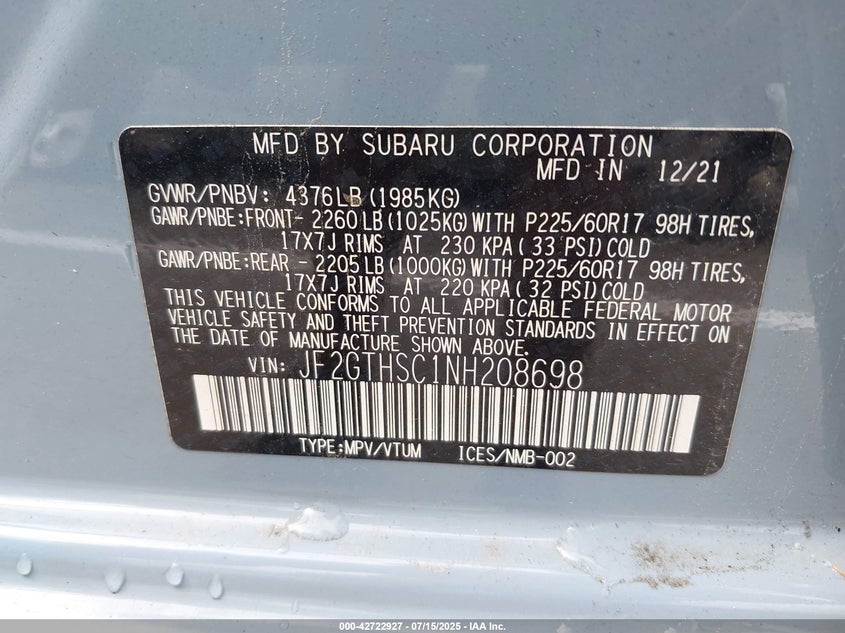 MFD BY SUBARU CORPORATION
MFD IN 12/21
GVWR/PNBV: 4376LB(1985KG)
GAWR/PNBE:FRONT- 2260LB(1025KG)WITH P225/60R17 98H TIRES,
17X7J RIMS AT 230 KPA( 33 PSI)COLD
GAWR/PNBE:REAR - 2205LB(1000KG)WITH P225/60R17 98H TIRES,
17X7J RIMS AT 220 KPA( 32 PSI)COLD
THIS VEHICLE CONFORMS TO ALL APPLICABLE FEDERAL MOTOR
VEHICLE SAFETY AND THEFT PREVENTION STANDARDS IN EFFECT ON
THE DATE OF MANUFACTURE SHOWN ABOVE.
VIN: JF2GTHSC1NH208698
TYPE:MPV/VTUM ICES/NMB-002
000-42722927 - 07/15/2025 - IAA Inc.